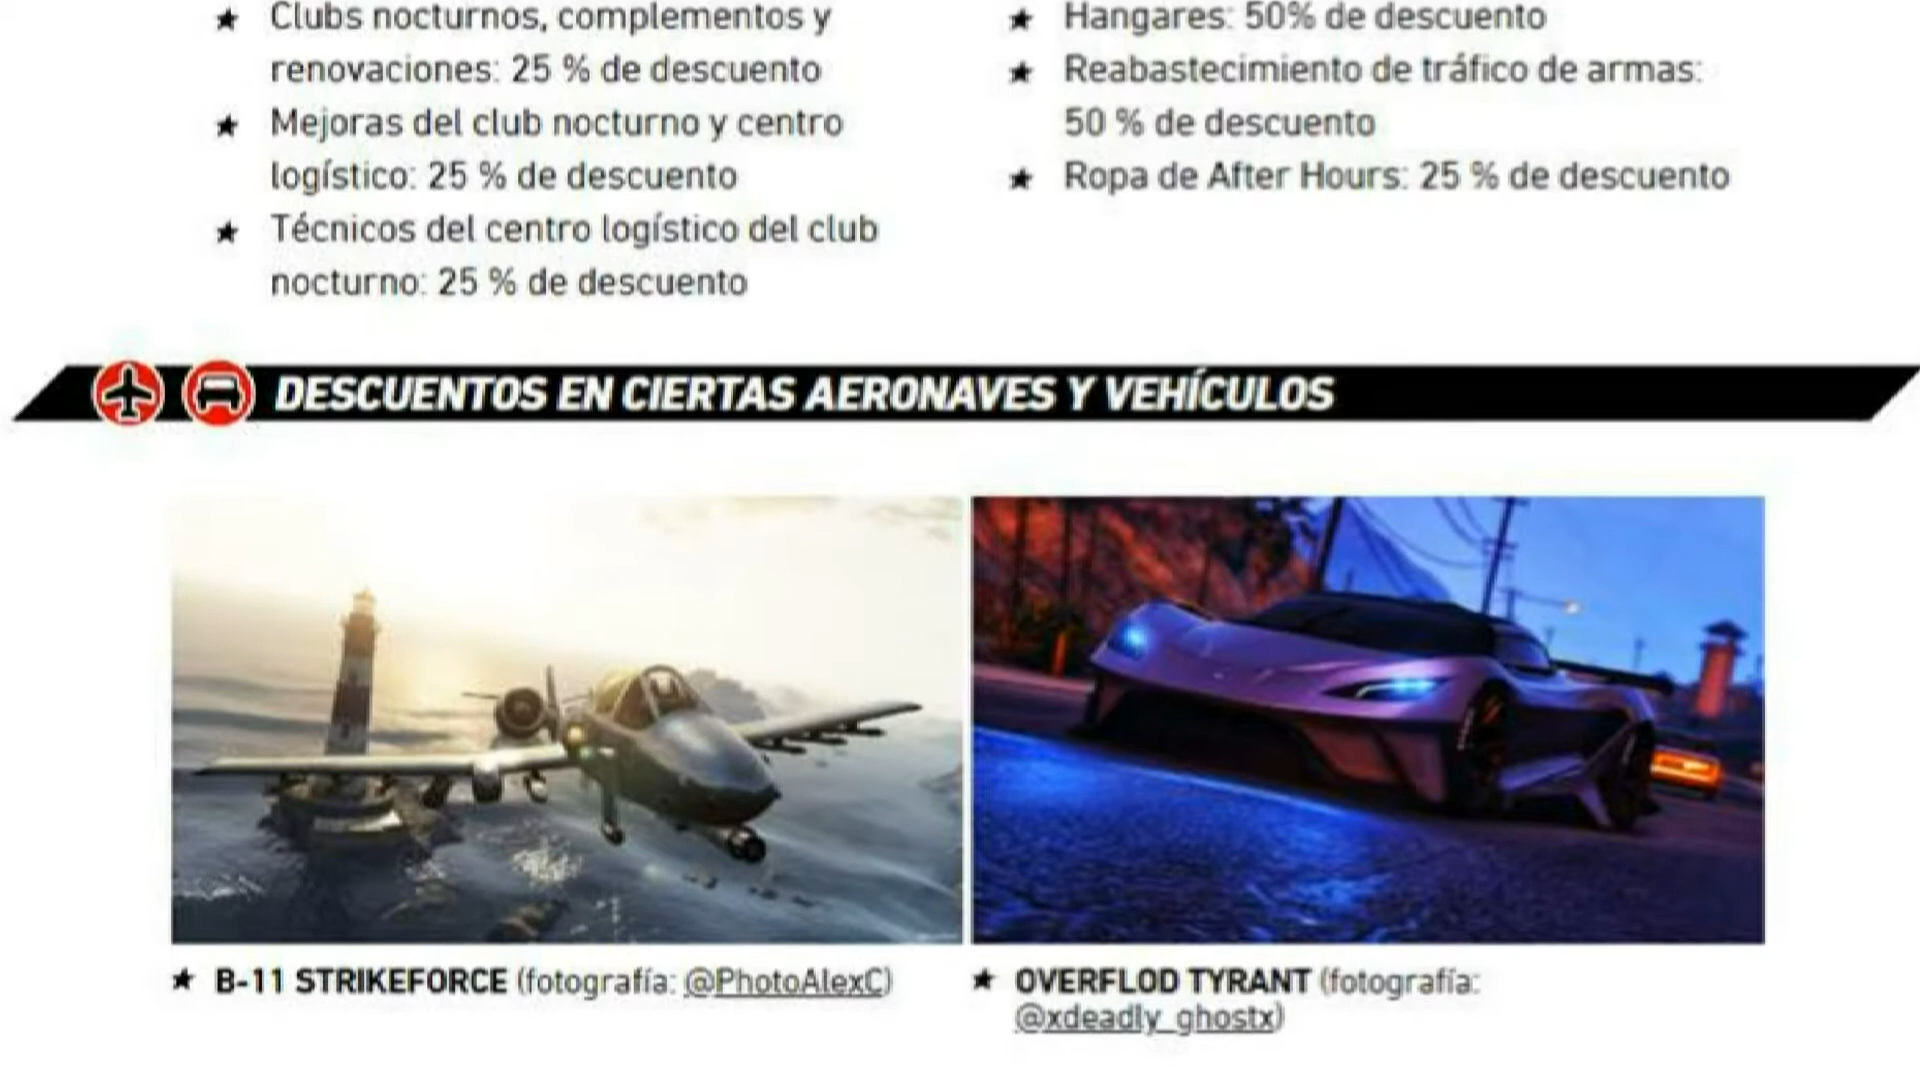 ★ Clubs nocturnos, complementos y
renovaciones: 25 % de descuento
★ Mejoras del club nocturno y centro
logístico: 25 % de descuento
★ Técnicos del centro logístico del club
nocturno: 25 % de descuento
★ Hangares: 50% de descuento
★ Reabastecimiento de tráfico de armas:
50 % de descuento
★ Ropa de After Hours: 25 % de descuento
DESCUENTOS EN CIERTAS AERONAVES Y VEHÍCULOS
★ B-11 STRIKEFORCE (fotografía: @PhotoAlexC)
★ OVERFLOD TYRANT (fotografía:
@xdeadly_ghostx)